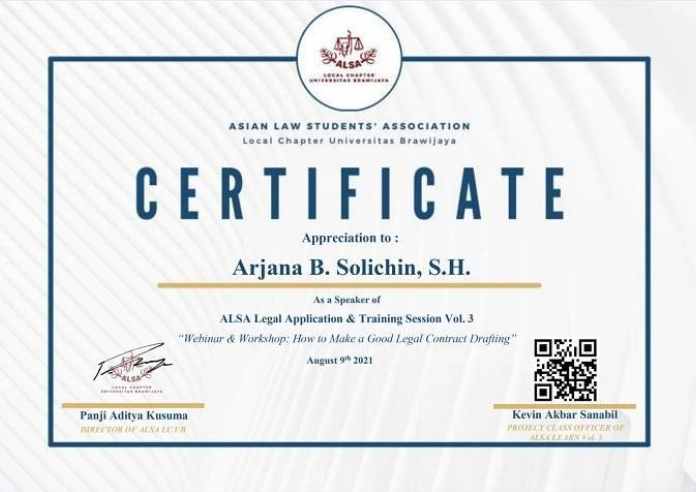 ALSA
LOCAL CHAPTER
UNIVERSITAS BRAWIJAYA
ASIAN LAW STUDENTS' ASSOCIATION
Local Chapter Universitas Brawijaya
CERTIFICATE
Appreciation to :
Arjana B. Solichin, S.H.
As a Speaker of
ALSA Legal Application & Training Session Vol. 3
"Webinar & Workshop: How to Make a Good Legal Contract Drafting"
August 9th 2021
ALSA
LOCAL CHAPTER
UNIVERSITAS BRAWIJAYA
Panji Aditya Kusuma
DIRECTOR OF ALSA LC UB
Kevin Akbar Sanabil
PROJECT CLASS OFFICER OF
ALSA LEARN Vol. 3